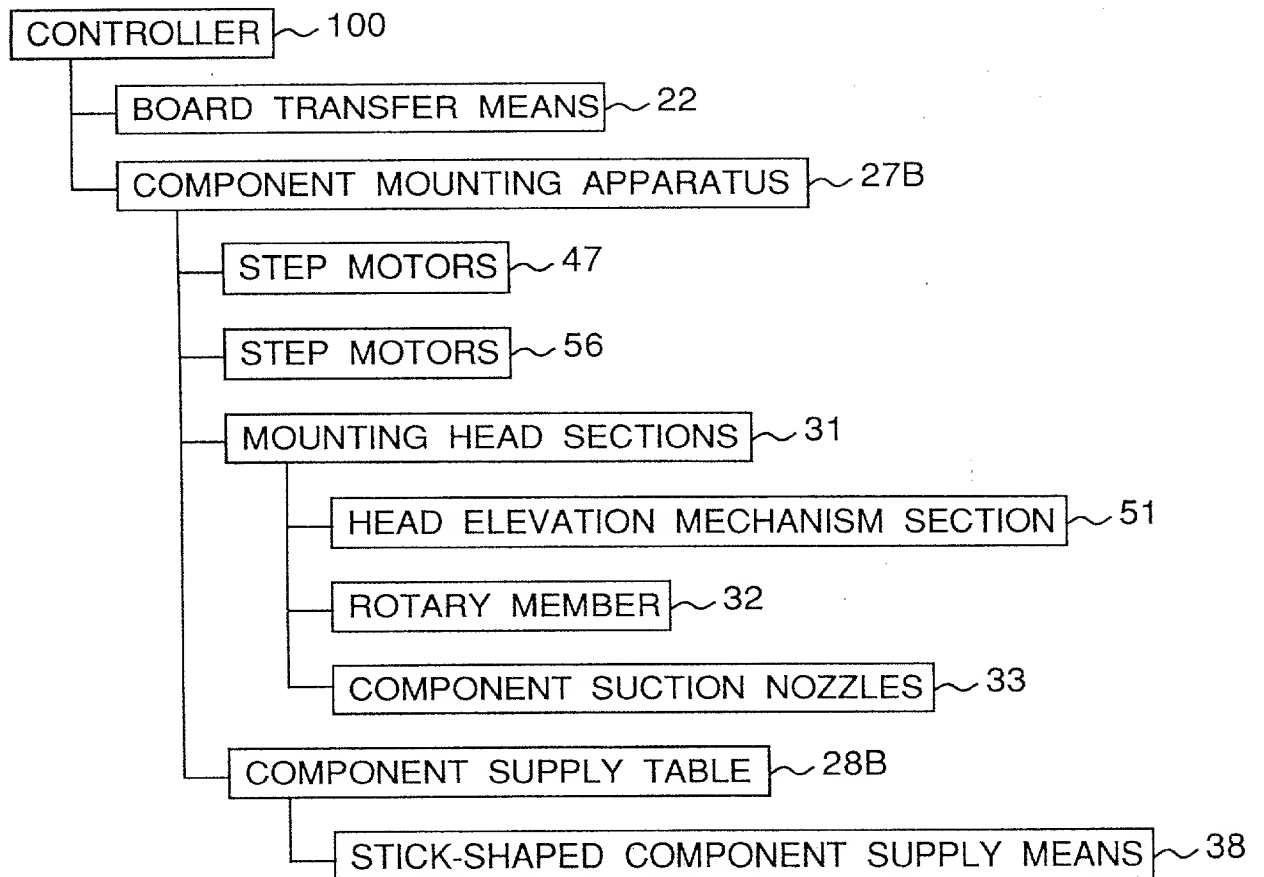 CONTROLLER 100
BOARD TRANSFER MEANS 22
COMPONENT MOUNTING APPARATUS 27B
STEP MOTORS 47
STEP MOTORS 56
MOUNTING HEAD SECTIONS 31
HEAD ELEVATION MECHANISM SECTION 51
ROTARY MEMBER 32
COMPONENT SUCTION NOZZLES 33
COMPONENT SUPPLY TABLE 28B
STICK-SHAPED COMPONENT SUPPLY MEANS 38